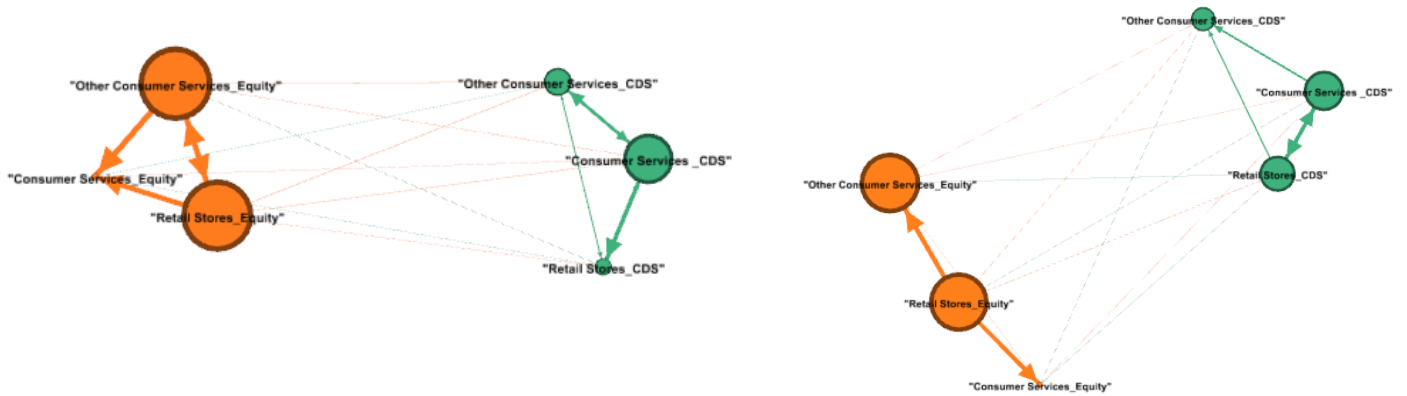 "Other Consumer Services_Equity"
"Other Consumer Services_CDS"
"Consumer Services _CDS"
"Consumer Services_Equity"
"Retail Stores_Equity"
"Retail Stores_CDS"
"Other Consumer Services_CDS"
"Consumer Services _CDS"
"Retail Stores_CDS"
"Other Consumer Services_Equity"
"Retail Stores_Equity"
"Consumer Services_Equity"